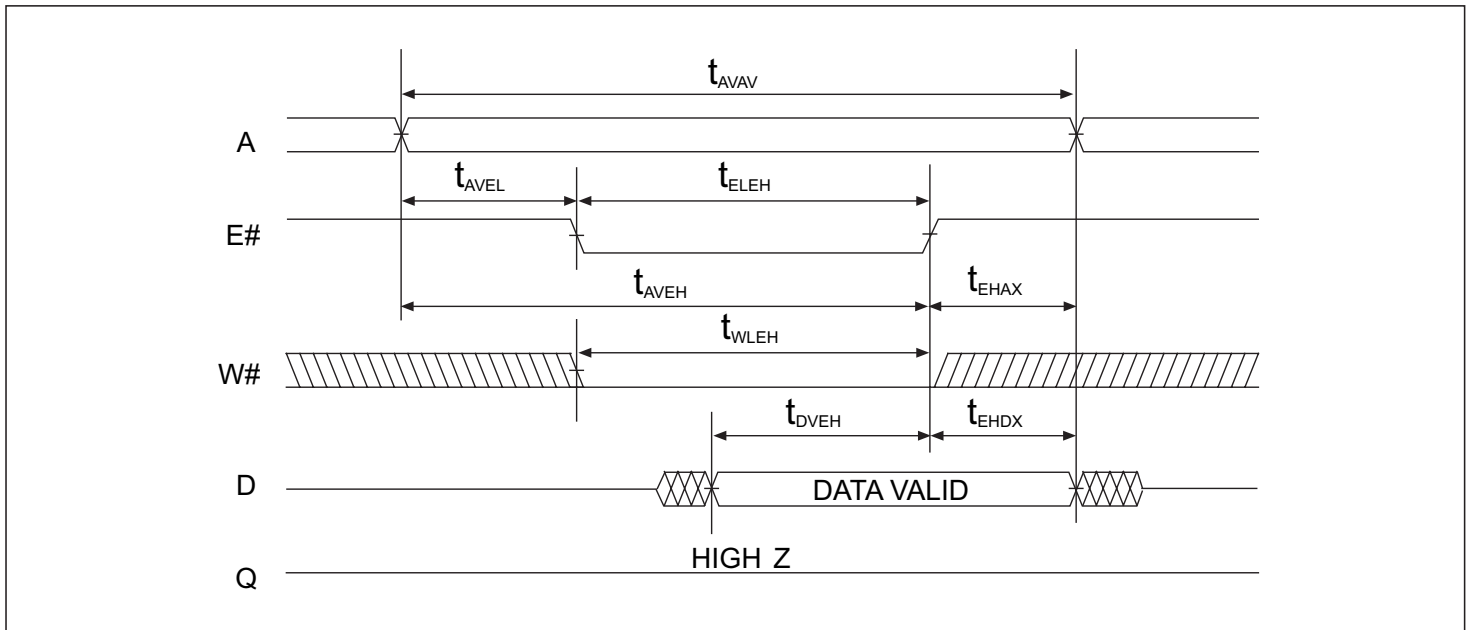 tAVAV
A
tAVEL tELEH
E#
tAVEH tEHAX
tWLEH
W#
tDVEH tEHDX
D DATA VALID
HIGH Z
Q